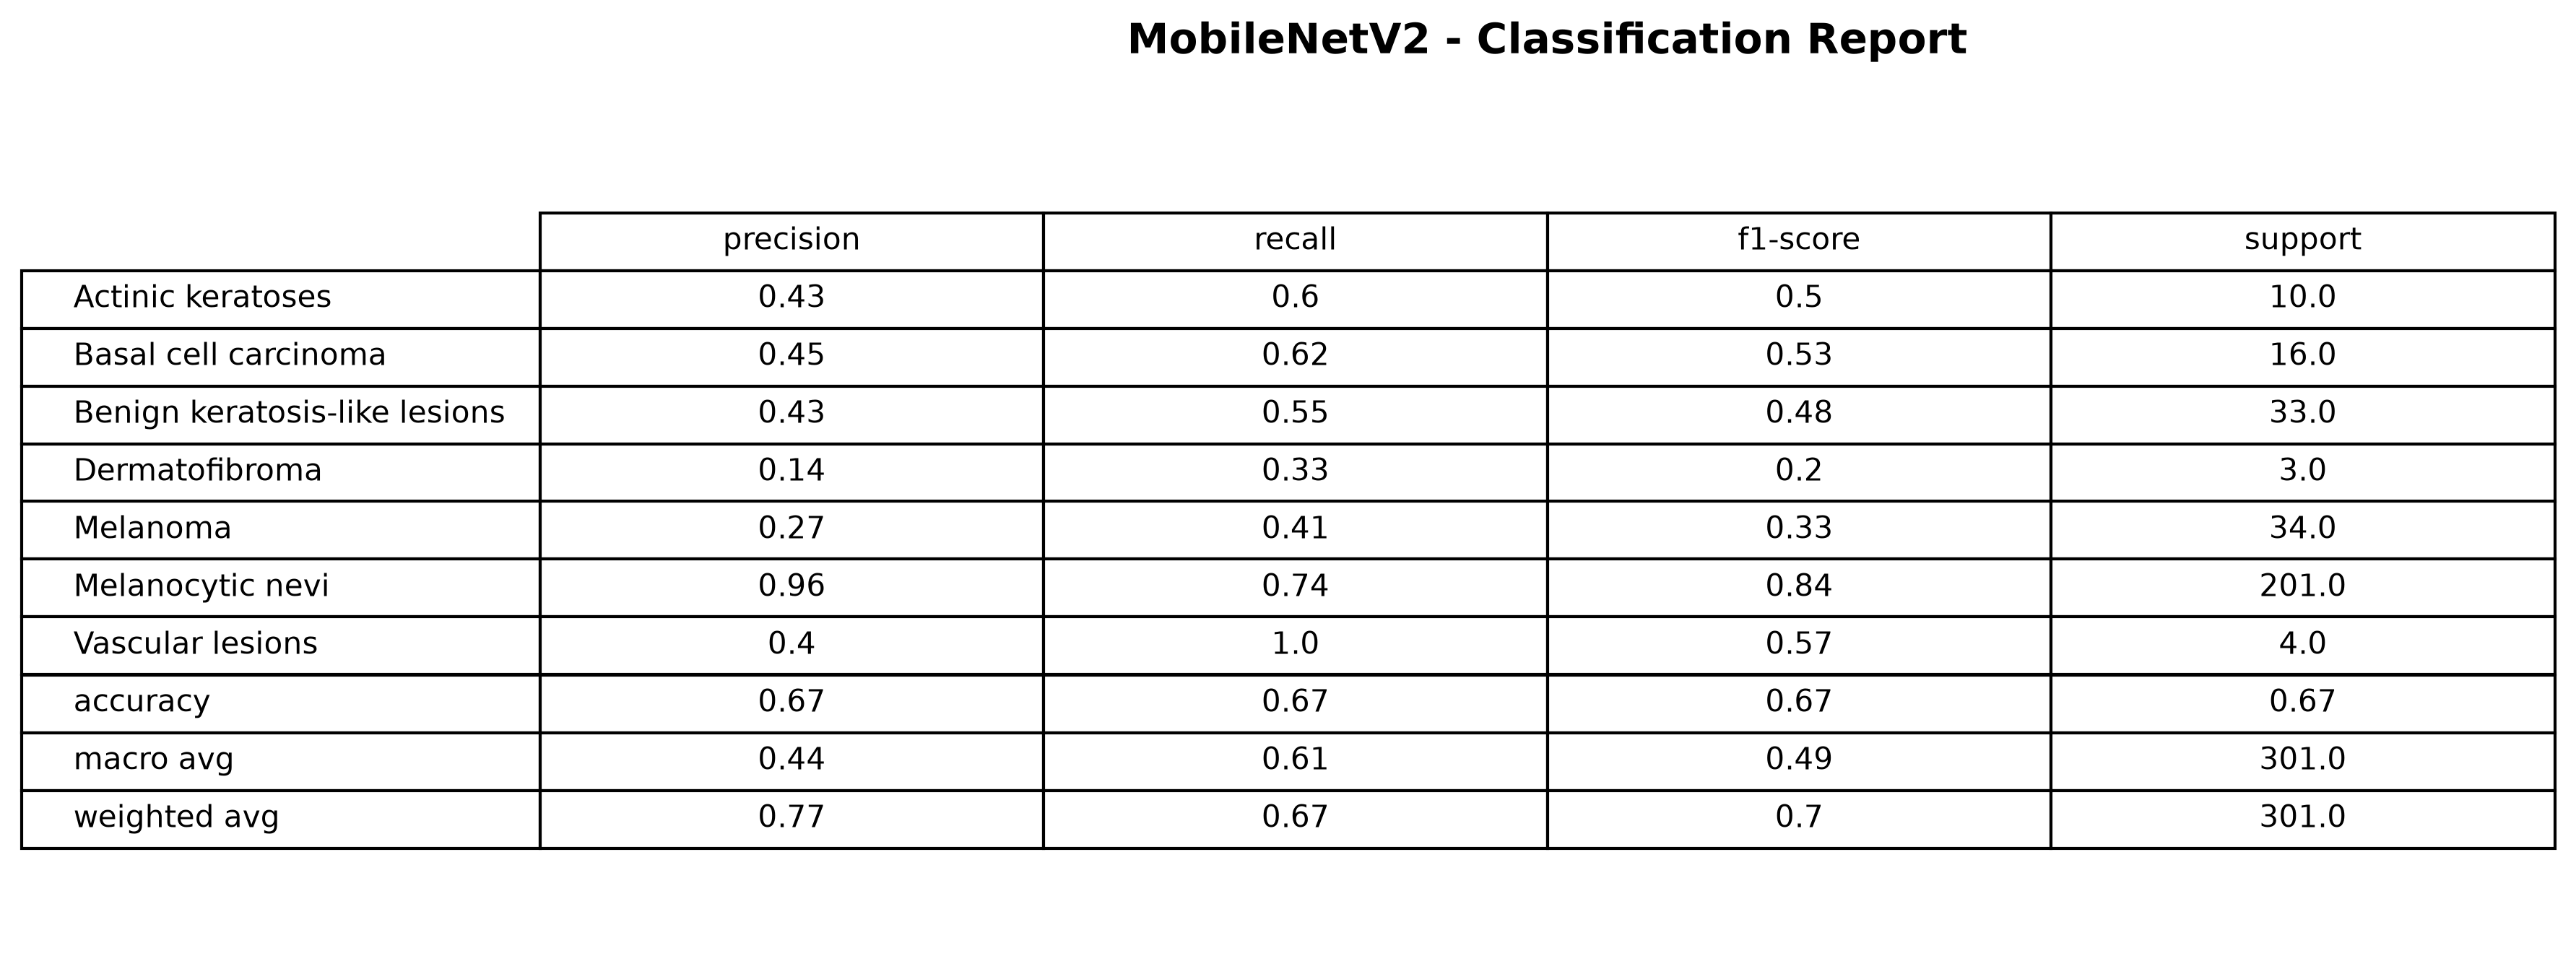 MobileNetV2 - Classification Report
precision recall f1-score support
Actinic keratoses 0.43 0.6 0.5 10.0
Basal cell carcinoma 0.45 0.62 0.53 16.0
Benign keratosis-like lesions 0.43 0.55 0.48 33.0
Dermatofibroma 0.14 0.33 0.2 3.0
Melanoma 0.27 0.41 0.33 34.0
Melanocytic nevi 0.96 0.74 0.84 201.0
Vascular lesions 0.4 1.0 0.57 4.0
accuracy 0.67 0.67 0.67 0.67
macro avg 0.44 0.61 0.49 301.0
weighted avg 0.77 0.67 0.7 301.0